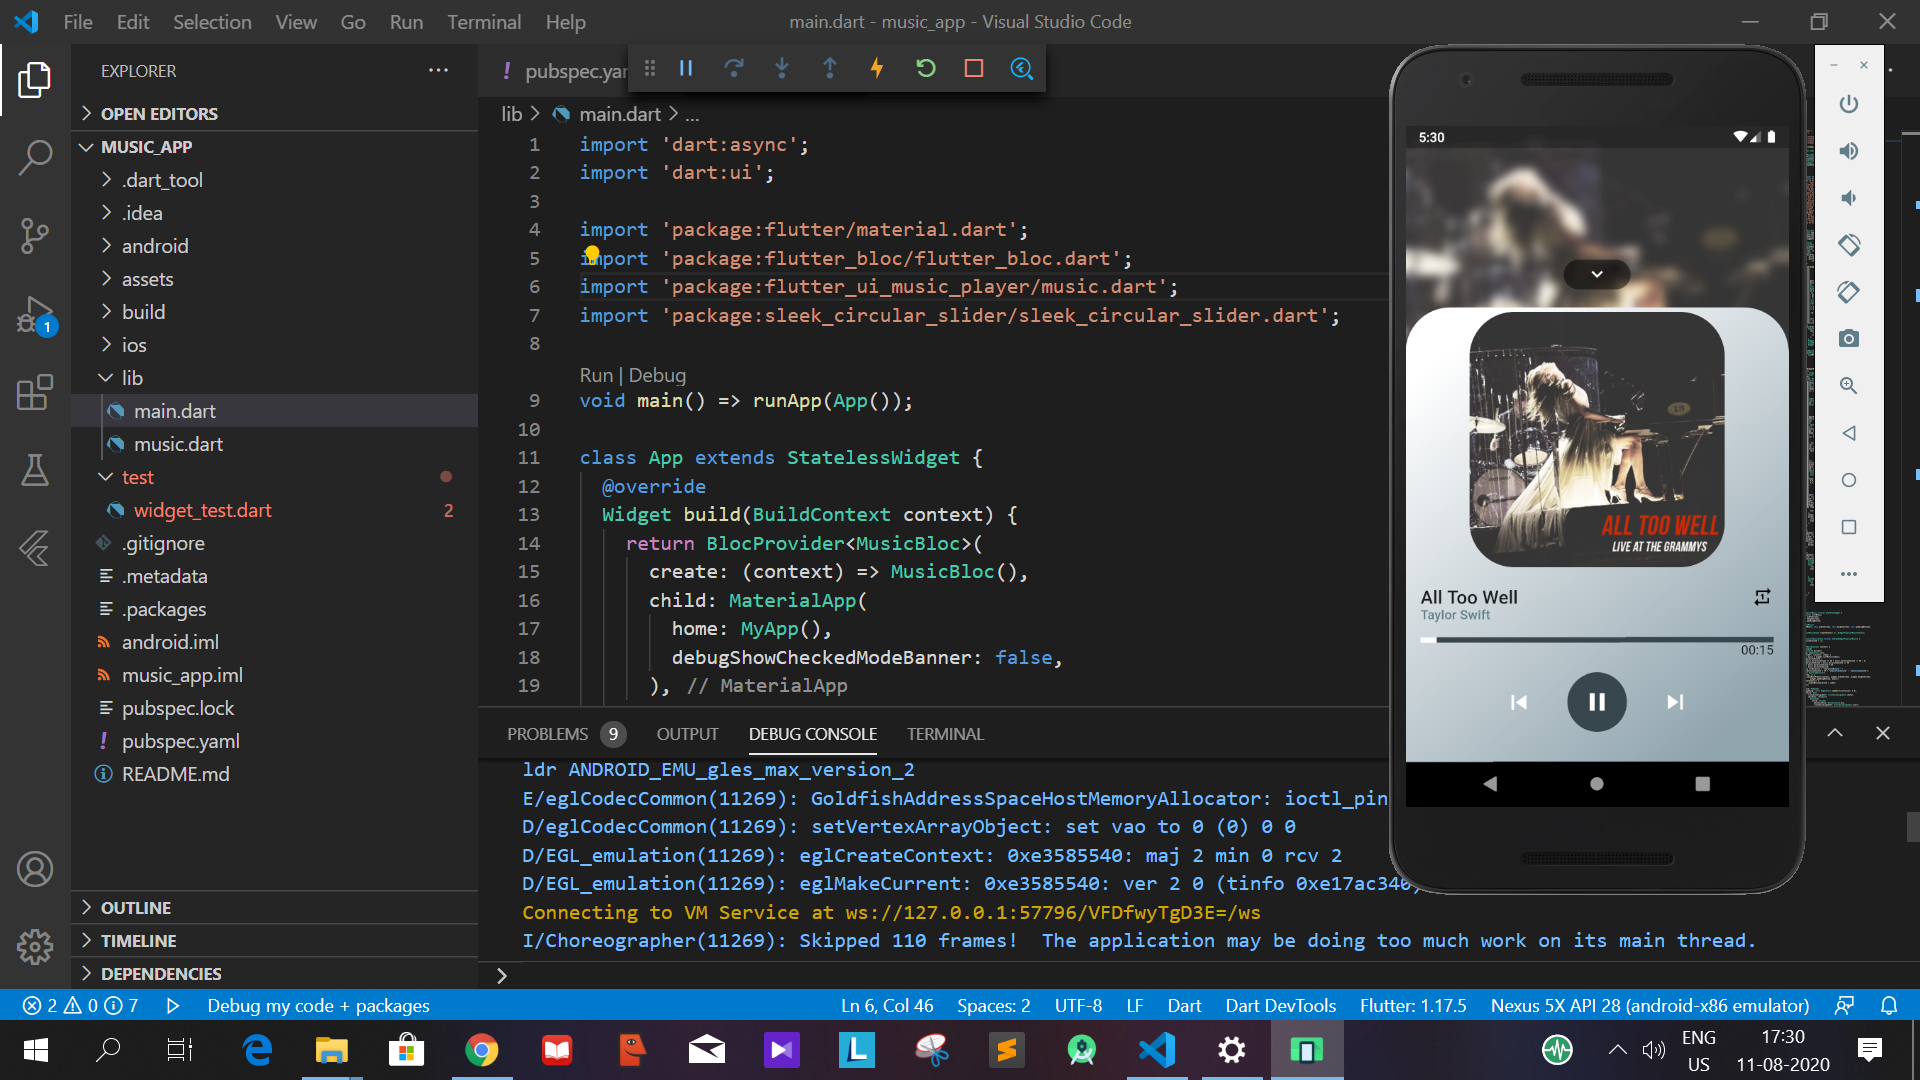 File Edit Selection View Go Run Terminal Help
main.dart - music_app - Visual Studio Code
EXPLORER
OPEN EDITORS
MUSIC_APP
.dart_tool
.idea
android
assets
build
ios
lib
main.dart
music.dart
test
widget_test.dart 2
.gitignore
.metadata
.packages
android.iml
music_app.iml
pubspec.lock
pubspec.yaml
README.md
OUTLINE
TIMELINE
DEPENDENCIES
1
! pubspec.yam
lib > main.dart > ...
1 import 'dart:async';
2 import 'dart:ui';
3
4 import 'package:flutter/material.dart';
5 import 'package:flutter_bloc/flutter_bloc.dart';
6 import 'package:flutter_ui_music_player/music.dart';
7 import 'package:sleek_circular_slider/sleek_circular_slider.dart';
8
Run | Debug
9 void main() => runApp(App());
10
11 class App extends StatelessWidget {
12 @override
13 Widget build(BuildContext context) {
14 return BlocProvider<MusicBloc>(
15 create: (context) => MusicBloc(),
16 child: MaterialApp(
17 home: MyApp(),
18 debugShowCheckedModeBanner: false,
19 ), // MaterialApp
PROBLEMS 9 OUTPUT DEBUG CONSOLE TERMINAL
ldr ANDROID_EMU_gles_max_version_2
E/eglCodecCommon(11269): GoldfishAddressSpaceHostMemoryAllocator: ioctl_pin
D/eglCodecCommon(11269): setVertexArrayObject: set vao to 0 (0) 0 0
D/EGL_emulation(11269): eglCreateContext: 0xe3585540: maj 2 min 0 rcv 2
D/EGL_emulation(11269): eglMakeCurrent: 0xe3585540: ver 2 0 (tinfo 0xe17ac340)
Connecting to VM Service at ws://127.0.0.1:57796/VFDfwyTgD3E=/ws
I/Choreographer(11269): Skipped 110 frames! The application may be doing too much work on its main thread.
>
5:30
ALL TOO WELL
LIVE AT THE GRAMMYS
All Too Well
Taylor Swift
00:15
2 0 7 Debug my code + packages
Ln 6, Col 46 Spaces: 2 UTF-8 LF Dart Dart DevTools Flutter: 1.17.5 Nexus 5X API 28 (android-x86 emulator)
ENG
US
17:30
11-08-2020